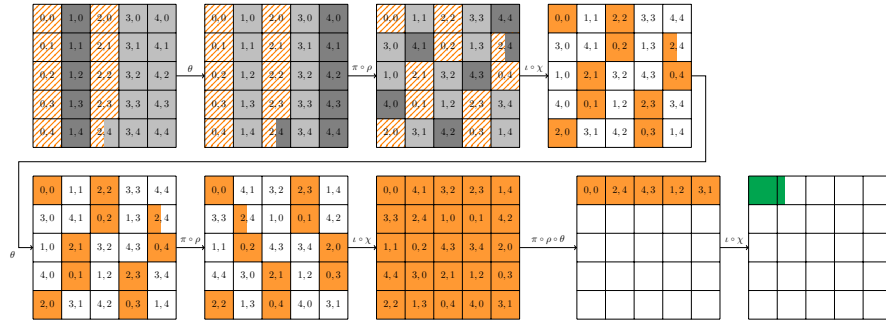 0,0 1,0 2,0 3,0 4,0 0,0 1,0 2,0 3,0 4,0 0,0 1,1 2,2 3,3 4,4 0,0 1,1 2,2 3,3 4,4
0,1 1,1 2,1 3,1 4,1 0,1 1,1 2,1 3,1 4,1 3,0 4,1 0,2 1,3 2,4 3,0 4,1 0,2 1,3 2,4
0,2 1,2 2,2 3,2 4,2 θ 0,2 1,2 2,2 3,2 4,2 π ∘ ρ 1,0 2,1 3,2 4,3 0,4 ι ∘ χ 1,0 2,1 3,2 4,3 0,4
0,3 1,3 2,3 3,3 4,3 0,3 1,3 2,3 3,3 4,3 4,0 0,1 1,2 2,3 3,4 4,0 0,1 1,2 2,3 3,4
0,4 1,4 2,4 3,4 4,4 0,4 1,4 2,4 3,4 4,4 2,0 3,1 4,2 0,3 1,4 2,0 3,1 4,2 0,3 1,4
0,0 1,1 2,2 3,3 4,4 0,0 4,1 3,2 2,3 1,4 0,0 4,1 3,2 2,3 1,4 0,0 2,4 4,3 1,2 3,1
3,0 4,1 0,2 1,3 2,4 3,3 2,4 1,0 0,1 4,2 3,3 2,4 1,0 0,1 4,2
θ 1,0 2,1 3,2 4,3 0,4 π ∘ ρ 1,1 0,2 4,3 3,4 2,0 ι ∘ χ 1,1 0,2 4,3 3,4 2,0 π ∘ ρ ∘ θ ι ∘ χ
4,0 0,1 1,2 2,3 3,4 4,4 3,0 2,1 1,2 0,3 4,4 3,0 2,1 1,2 0,3
2,0 3,1 4,2 0,3 1,4 2,2 1,3 0,4 4,0 3,1 2,2 1,3 0,4 4,0 3,1